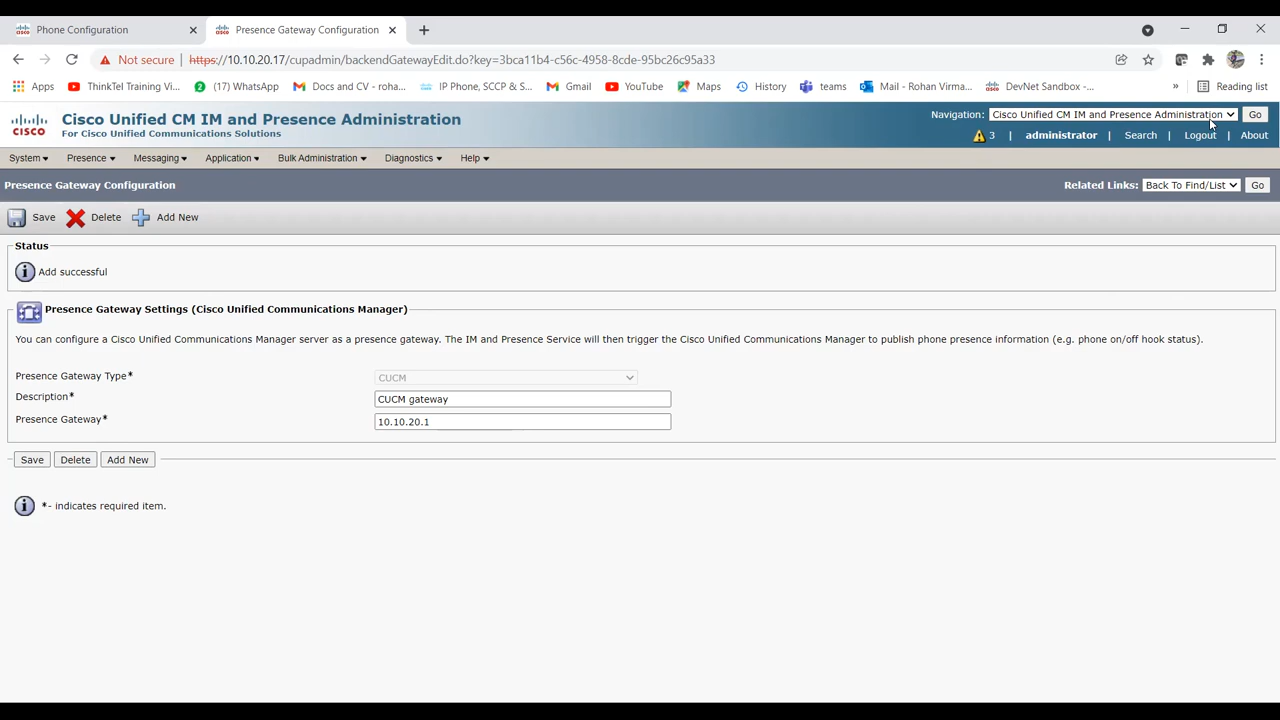 Phone Configuration
Presence Gateway Configuration
Not secure
https://10.10.20.17/cupadmin/backendGatewayEdit.do?key=3bca11b4-c56c-4958-8cde-95bc26c95a33
Apps
ThinkTel Training Vi...
(17) WhatsApp
Docs and CV - roha...
IP Phone, SCCP & S...
Gmail
YouTube
Maps
History
teams
Mail - Rohan Virma...
DevNet Sandbox -...
»
Reading list
CISCO
Cisco Unified CM IM and Presence Administration
For Cisco Unified Communications Solutions
Navigation:
Cisco Unified CM IM and Presence Administration
Go
3 | administrator | Search | Logout | About
System
Presence
Messaging
Application
Bulk Administration
Diagnostics
Help
Presence Gateway Configuration
Related Links:
Back To Find/List
Go
Save
Delete
Add New
Status
Add successful
Presence Gateway Settings (Cisco Unified Communications Manager)
You can configure a Cisco Unified Communications Manager server as a presence gateway. The IM and Presence Service will then trigger the Cisco Unified Communications Manager to publish phone presence information (e.g. phone on/off hook status).
Presence Gateway Type*
CUCM
Description*
CUCM gateway
Presence Gateway*
10.10.20.1
Save
Delete
Add New
*- indicates required item.